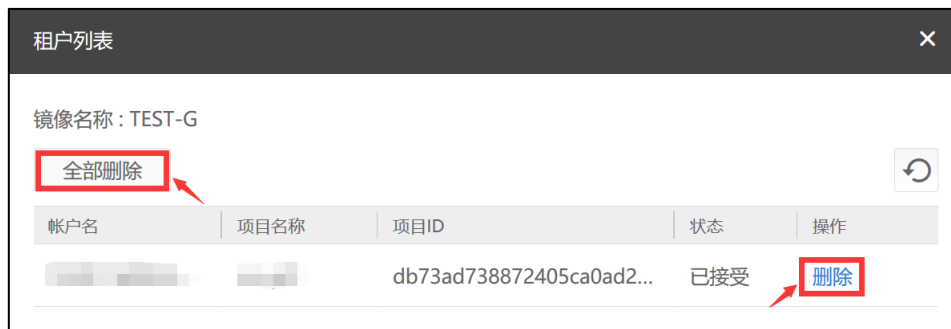 租户列表
镜像名称 : TEST-G
全部删除
帐户名 项目名称 项目ID 状态 操作
db73ad738872405ca0ad2... 已接受 删除